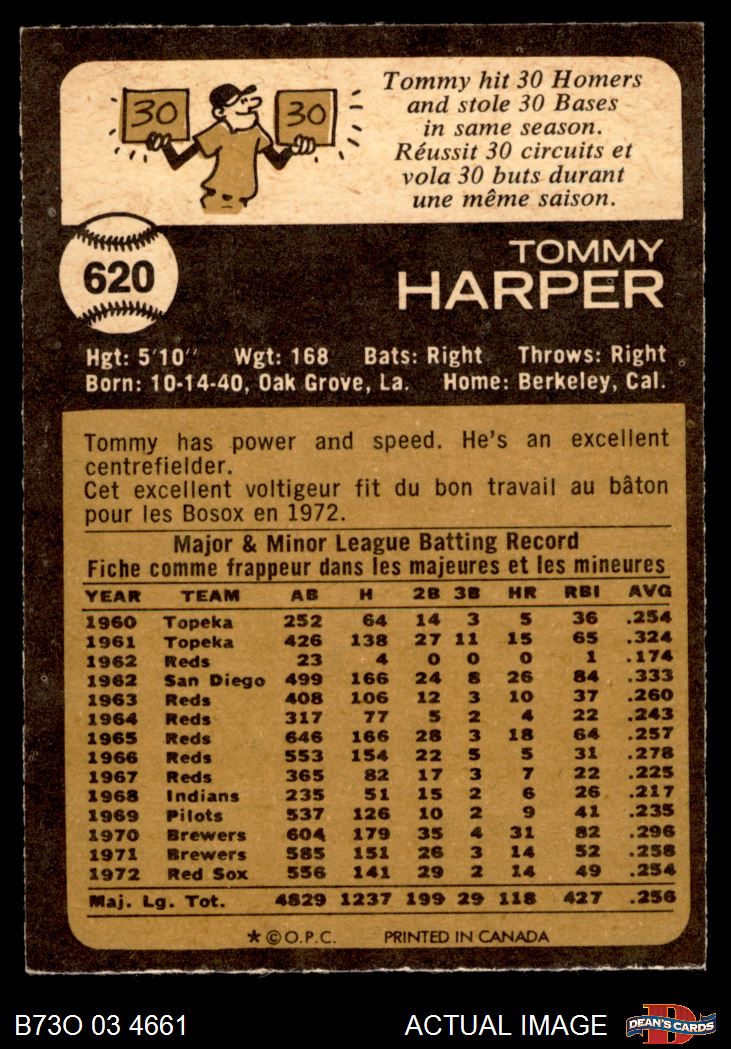 30
30
Tommy hit 30 Homers
and stole 30 Bases
in same season.
Réussit 30 circuits et
vola 30 buts durant
une même saison.
620
TOMMY
HARPER
Hgt: 5'10" Wgt: 168 Bats: Right Throws: Right
Born: 10-14-40, Oak Grove, La. Home: Berkeley, Cal.
Tommy has power and speed. He's an excellent
centrefielder.
Cet excellent voltigeur fit du bon travail au bâton
pour les Bosox en 1972.
Major & Minor League Batting Record
Fiche comme frappeur dans les majeures et les mineures
YEAR TEAM AB H 2B 3B HR RBI AVG
1960 Topeka 252 64 14 3 5 36 .254
1961 Topeka 426 138 27 11 15 65 .324
1962 Reds 23 4 0 0 0 1 .174
1962 San Diego 499 166 24 8 26 84 .333
1963 Reds 408 106 12 3 10 37 .260
1964 Reds 317 77 5 2 4 22 .243
1965 Reds 646 166 28 3 18 64 .257
1966 Reds 553 154 22 5 5 31 .278
1967 Reds 365 82 17 3 7 22 .225
1968 Indians 235 51 15 2 6 26 .217
1969 Pilots 537 126 10 2 9 41 .235
1970 Brewers 604 179 35 4 31 82 .296
1971 Brewers 585 151 26 3 14 52 .258
1972 Red Sox 556 141 29 2 14 49 .254
Maj. Lg. Tot. 4829 1237 199 29 118 427 .256
* © O.P.C. PRINTED IN CANADA
B73O 03 4661 ACTUAL IMAGE D DEAN'S CARDS